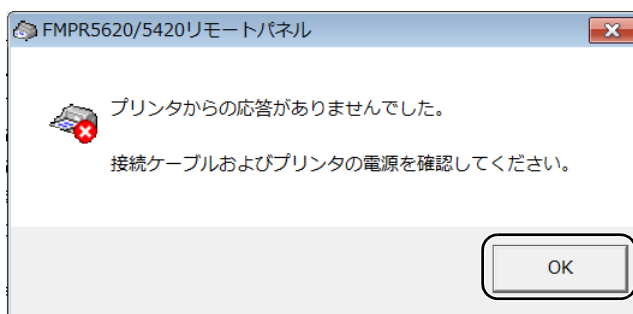 FMPR5620/5420リモートパネル
プリンタからの応答がありませんでした。
接続ケーブルおよびプリンタの電源を確認してください。
OK